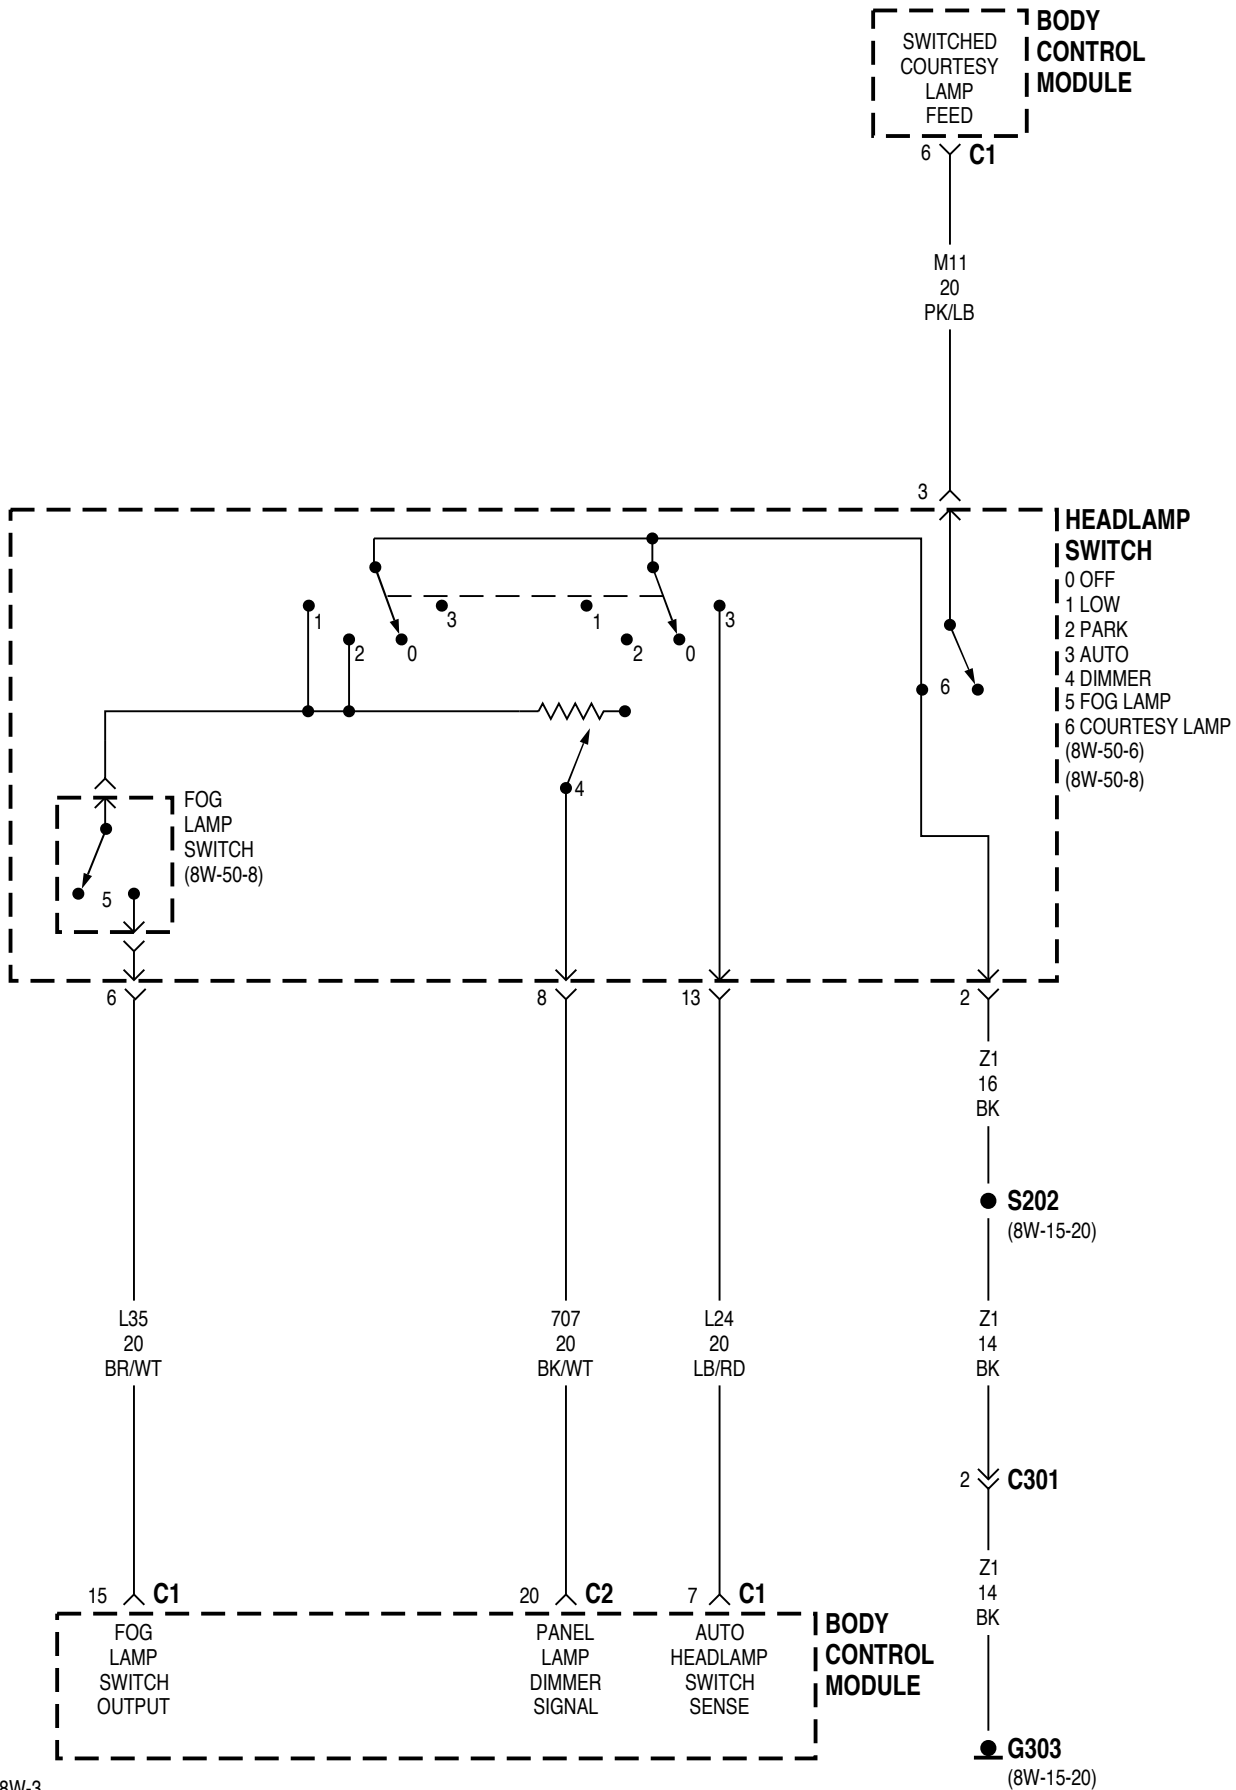 SWITCHED
COURTESY
LAMP
FEED
BODY
CONTROL
MODULE
6 C1
M11
20
PK/LB
3
HEADLAMP
SWITCH
0 OFF
1 LOW
2 PARK
3 AUTO
4 DIMMER
5 FOG LAMP
6 COURTESY LAMP
(8W-50-6)
(8W-50-8)
1 3 1 3
2 0 2 0
6
4
FOG
LAMP
SWITCH
(8W-50-8)
5
6 8 13 2
Z1
16
BK
S202
(8W-15-20)
L35
20
BR/WT
707
20
BK/WT
L24
20
LB/RD
Z1
14
BK
2 C301
Z1
14
BK
15 C1
20 C2
7 C1
FOG
LAMP
SWITCH
OUTPUT
PANEL
LAMP
DIMMER
SIGNAL
AUTO
HEADLAMP
SWITCH
SENSE
BODY
CONTROL
MODULE
G303
(8W-15-20)